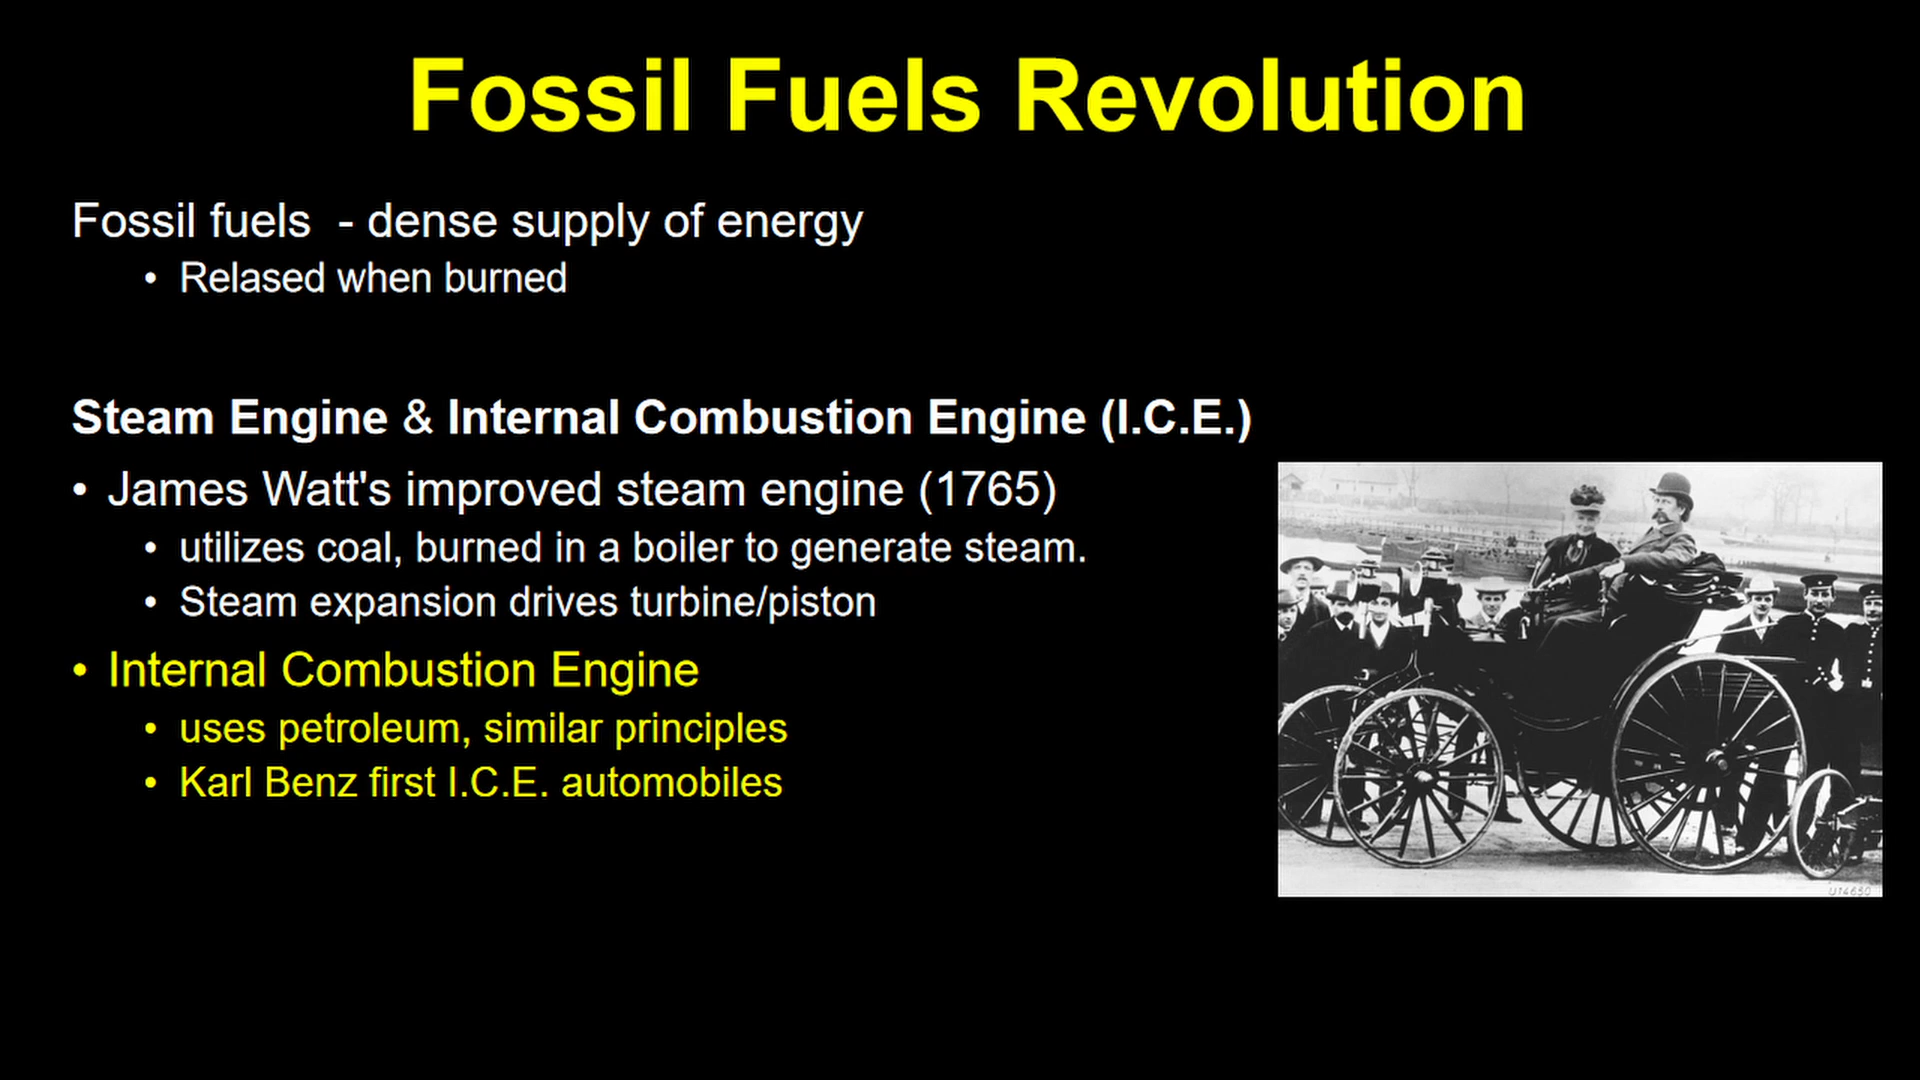 Fossil Fuels Revolution
Fossil fuels  - dense supply of energy
• Relased when burned
Steam Engine & Internal Combustion Engine (I.C.E.)
• James Watt's improved steam engine (1765)
• utilizes coal, burned in a boiler to generate steam.
• Steam expansion drives turbine/piston
• Internal Combustion Engine
• uses petroleum, similar principles
• Karl Benz first I.C.E. automobiles
U14650